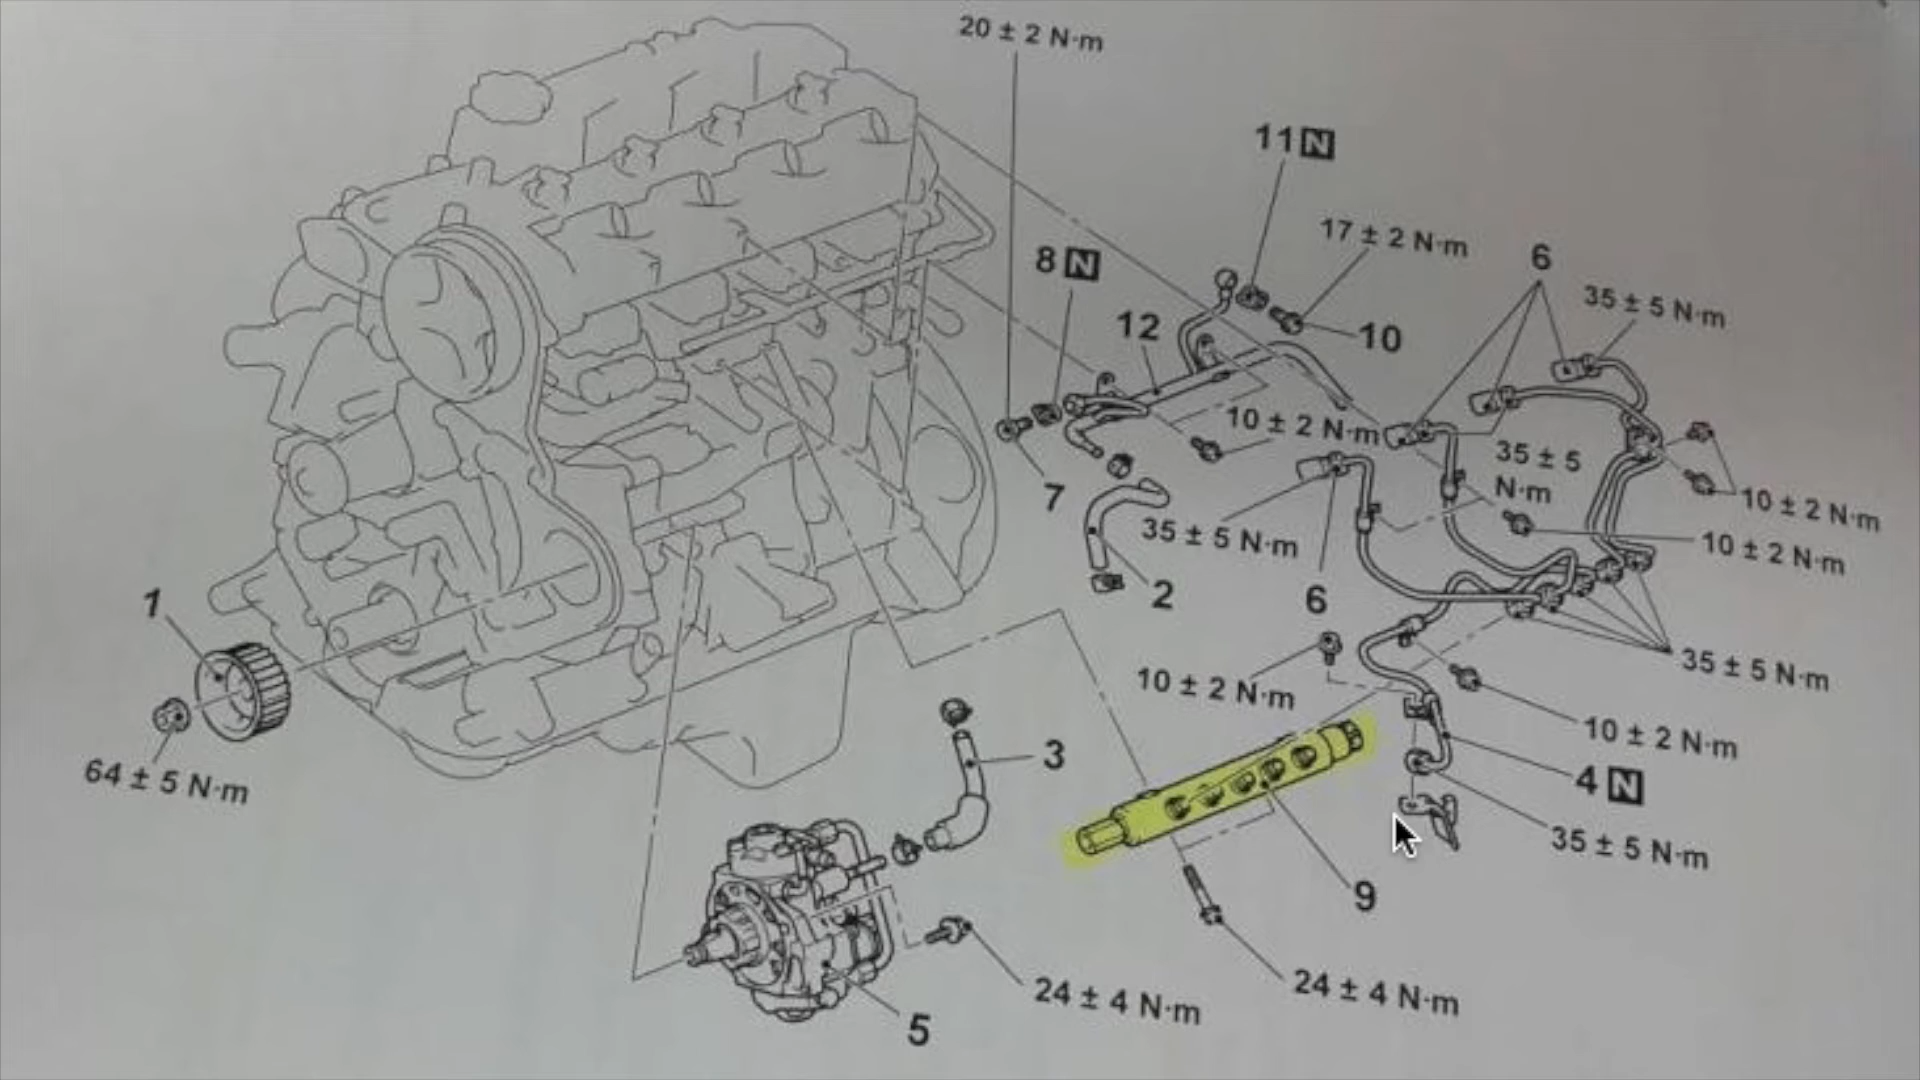 20 ± 2 N·m
11 N
17 ± 2 N·m
6
35 ± 5 N·m
8 N
12
10
10 ± 2 N·m
35 ± 5
N·m
7
10 ± 2 N·m
35 ± 5 N·m
10 ± 2 N·m
2
6
1
35 ± 5 N·m
10 ± 2 N·m
10 ± 2 N·m
64 ± 5 N·m
3
4 N
35 ± 5 N·m
9
24 ± 4 N·m
24 ± 4 N·m
5